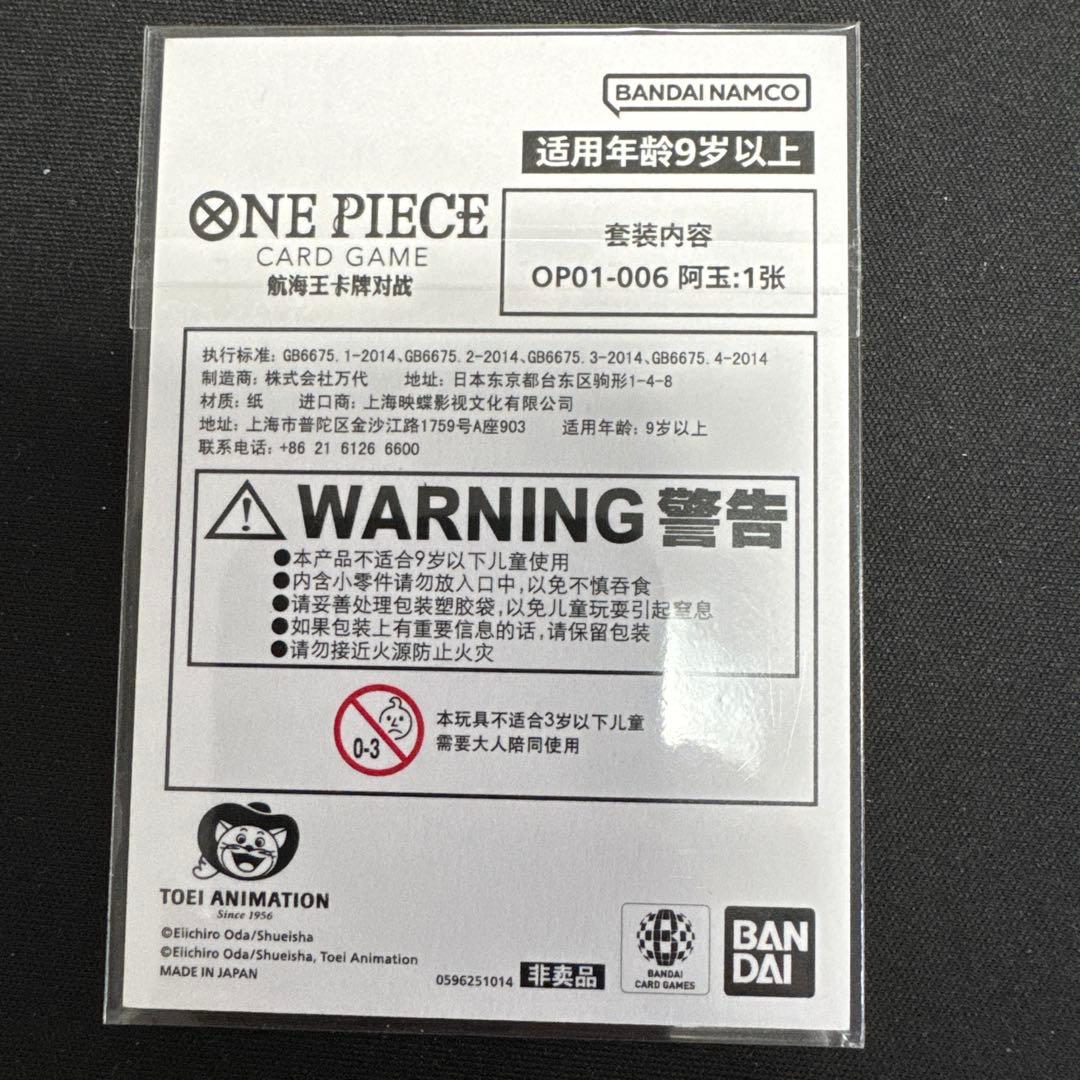 BANDAI NAMCO
适用年龄9岁以上
ONE PIECE
CARD GAME
航海王卡牌对战
套装内容
OP01-006 阿玉:1张
执行标准: GB6675.1-2014、GB6675.2-2014、GB6675.3-2014、GB6675.4-2014
制造商: 株式会社万代 地址: 日本东京都台东区驹形1-4-8
材质: 纸 进口商: 上海映蝶影视文化有限公司
地址: 上海市普陀区金沙江路1759号A座903 适用年龄: 9岁以上
联系电话: +86 21 6126 6600
WARNING 警告
●本产品不适合9岁以下儿童使用
●内含小零件请勿放入口中,以免不慎吞食
●请妥善处理包装塑胶袋,以免儿童玩耍引起窒息
●如果包装上有重要信息的话,请保留包装
●请勿接近火源防止火灾
0-3
本玩具不适合3岁以下儿童
需要大人陪同使用
TOEI ANIMATION
Since 1956
©Eiichiro Oda/Shueisha
©Eiichiro Oda/Shueisha, Toei Animation
MADE IN JAPAN
0596251014 非卖品
BANDAI
CARD GAMES
BAN
DAI